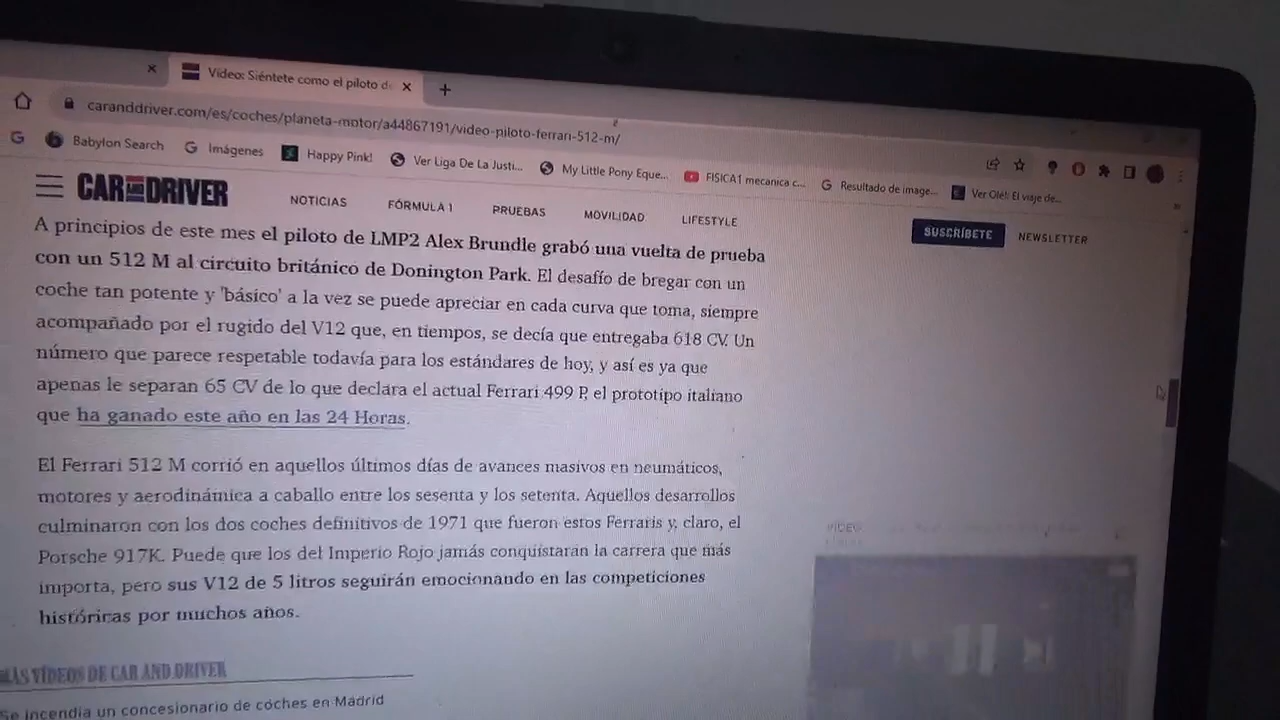 Vídeo: Siéntete como el piloto d
caranddriver.com/es/coches/planeta-motor/a44867191/video-piloto-ferrari-512-m/
Babylon Search
Imágenes
Happy Pink!
Ver Liga De La Justi...
My Little Pony Eque...
FISICA1 mecanica c...
Resultado de image...
Ver Olé!: El viaje de...
CAR AND DRIVER
NOTICIAS
FÓRMULA 1
PRUEBAS
MOVILIDAD
LIFESTYLE
SUSCRÍBETE
NEWSLETTER
A principios de este mes el piloto de LMP2 Alex Brundle grabó una vuelta de prueba
con un 512 M al circuito británico de Donington Park. El desafío de bregar con un
coche tan potente y 'básico' a la vez se puede apreciar en cada curva que toma, siempre
acompañado por el rugido del V12 que, en tiempos, se decía que entregaba 618 CV. Un
número que parece respetable todavía para los estándares de hoy, y así es ya que
apenas le separan 65 CV de lo que declara el actual Ferrari 499 P, el prototipo italiano
que ha ganado este año en las 24 Horas.
El Ferrari 512 M corrió en aquellos últimos días de avances masivos en neumáticos,
motores y aerodinámica a caballo entre los sesenta y los setenta. Aquellos desarrollos
culminaron con los dos coches definitivos de 1971 que fueron estos Ferraris y, claro, el
Porsche 917K. Puede que los del Imperio Rojo jamás conquistaran la carrera que más
importa, pero sus V12 de 5 litros seguirán emocionando en las competiciones
históricas por muchos años.
VIDEO
MÁS VÍDEOS DE CAR AND DRIVER
Se incendia un concesionario de coches en Madrid